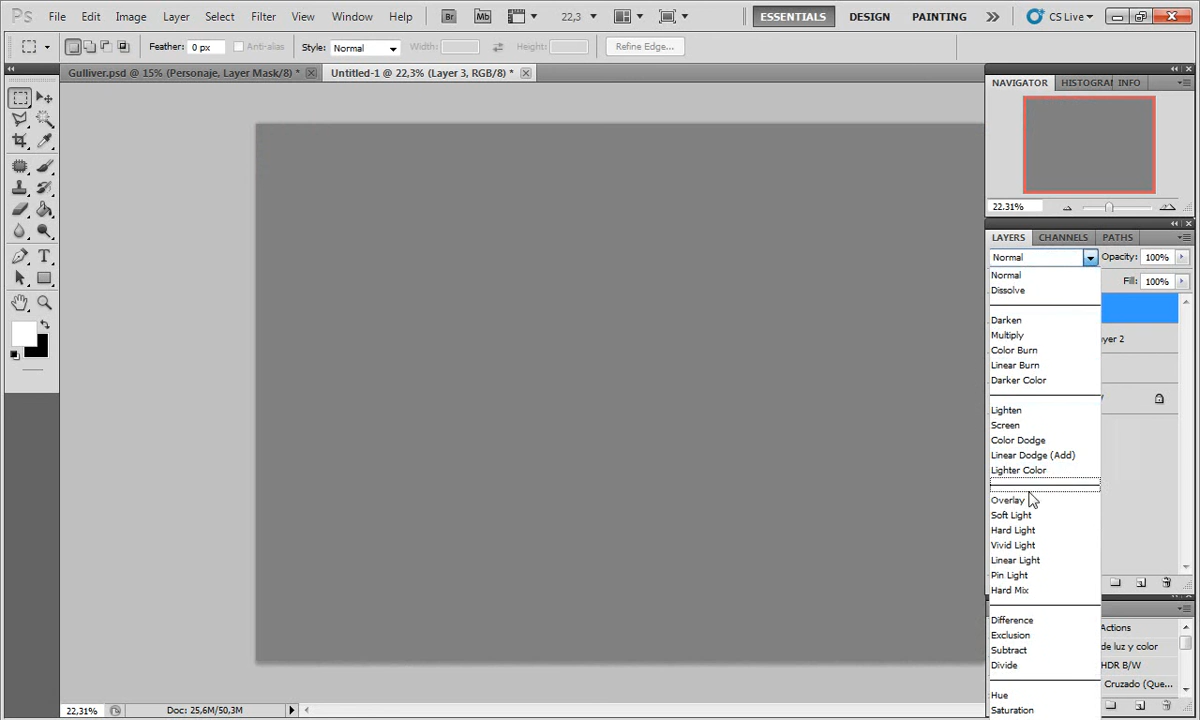 Ps File Edit Image Layer Select Filter View Window Help Br Mb 22,3 ESSENTIALS DESIGN PAINTING CS Live
Feather: 0 px Anti-alias Style: Normal Width: Height: Refine Edge...
Gulliver.psd @ 15% (Personaje, Layer Mask/8) * Untitled-1 @ 22,3% (Layer 3, RGB/8) *
NAVIGATOR HISTOGRAM INFO
22.31%
LAYERS CHANNELS PATHS
Normal Opacity: 100%
Fill: 100%
Normal
Dissolve
Darken
Multiply
yer 2
Color Burn
Linear Burn
Darker Color
Lighten
Screen
Color Dodge
Linear Dodge (Add)
Lighter Color
Overlay
Soft Light
Hard Light
Vivid Light
Linear Light
Pin Light
Hard Mix
Difference
Actions
Exclusion
de luz y color
Subtract
Divide
HDR B/W
Cruzado (Que...
Hue
Saturation
22,31% Doc: 25,6M/50,3M